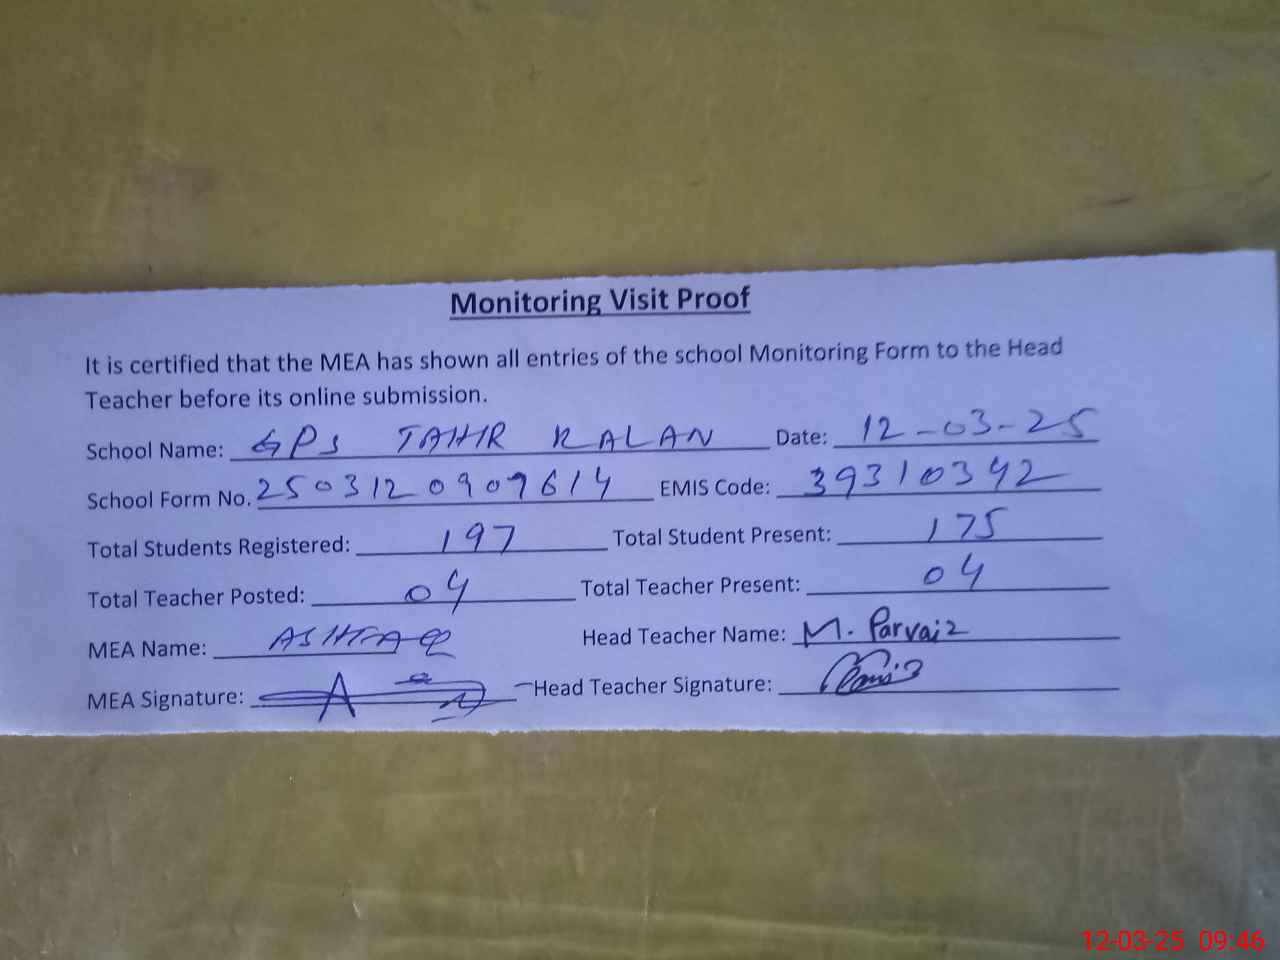 Monitoring Visit Proof
It is certified that the MEA has shown all entries of the school Monitoring Form to the Head
Teacher before its online submission.
School Name: GPS TAHR KALAN Date: 12-03-25
School Form No. 2503120909614 EMIS Code: 39310342
Total Students Registered: 197 Total Student Present: 175
Total Teacher Posted: 04 Total Teacher Present: 04
MEA Name: ASHFAQ Head Teacher Name: M. Parvaiz
MEA Signature: Head Teacher Signature:
12-03-25 09:46